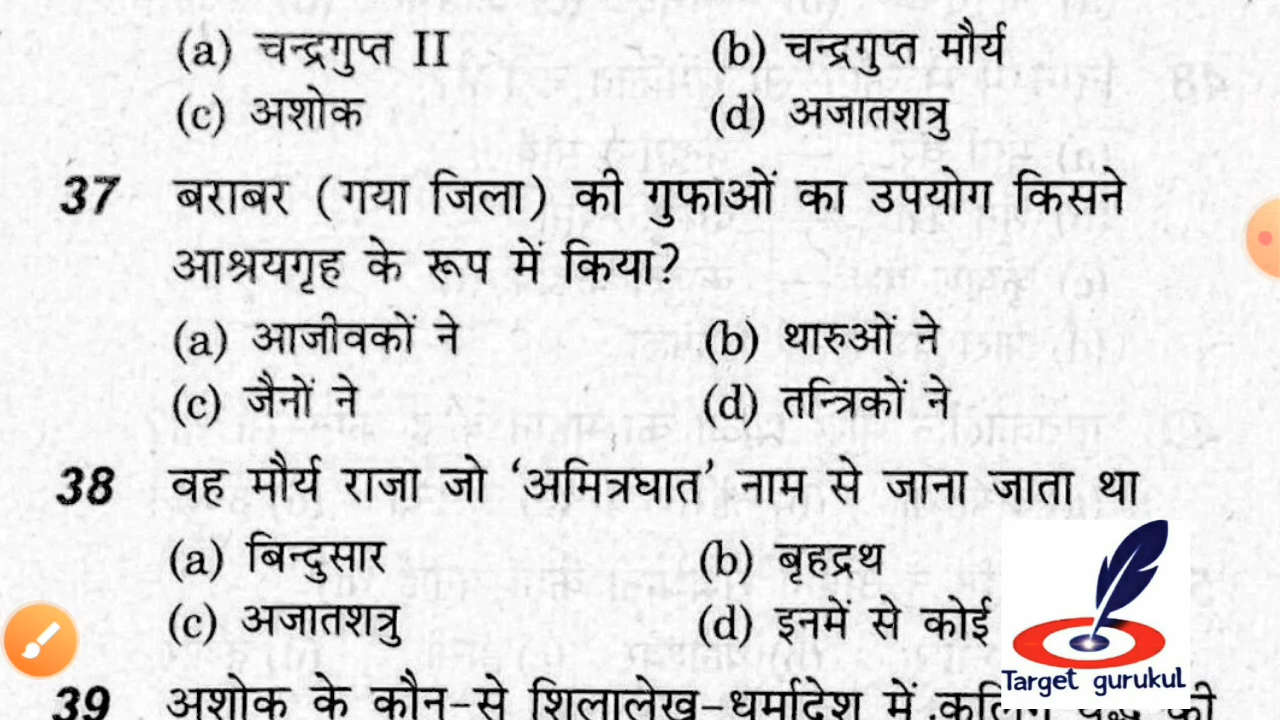 (a) चन्द्रगुप्त II (b) चन्द्रगुप्त मौर्य
(c) अशोक (d) अजातशत्रु
37 बराबर (गया जिला) की गुफाओं का उपयोग किसने
आश्रयगृह के रूप में किया?
(a) आजीवकों ने (b) थारुओं ने
(c) जैनों ने (d) तन्त्रिकों ने
38 वह मौर्य राजा जो ‘अमित्रघात’ नाम से जाना जाता था
(a) बिन्दुसार (b) बृहद्रथ
(c) अजातशत्रु (d) इनमें से कोई
39 अशोक के कौन-से शिलालेख-धर्मादेश में की
Target gurukul